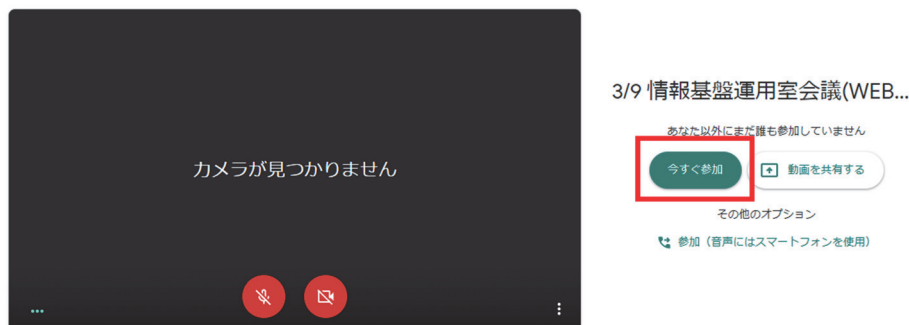 カメラが見つかりません
3/9 情報基盤運用室会議(WEB...
あなた以外にまだ誰も参加していません
今すぐ参加
動画を共有する
その他のオプション
参加（音声にはスマートフォンを使用）